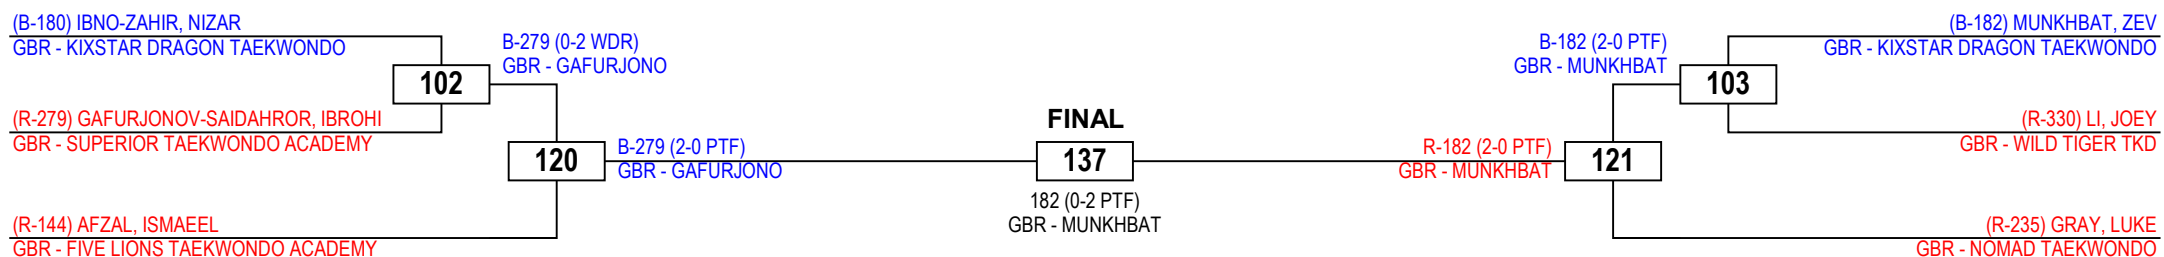 (B-180) IBNO-ZAHIR, NIZAR
GBR - KIXSTAR DRAGON TAEKWONDO
B-279 (0-2 WDR)
GBR - GAFURJONO
102
(R-279) GAFURJONOV-SAIDAHROR, IBROHI
GBR - SUPERIOR TAEKWONDO ACADEMY
120
B-279 (2-0 PTF)
GBR - GAFURJONO
(R-144) AFZAL, ISMAEEL
GBR - FIVE LIONS TAEKWONDO ACADEMY
FINAL
137
182 (0-2 PTF)
GBR - MUNKHBAT
(B-182) MUNKHBAT, ZEV
GBR - KIXSTAR DRAGON TAEKWONDO
B-182 (2-0 PTF)
GBR - MUNKHBAT
103
(R-330) LI, JOEY
GBR - WILD TIGER TKD
R-182 (2-0 PTF)
GBR - MUNKHBAT
121
(R-235) GRAY, LUKE
GBR - NOMAD TAEKWONDO